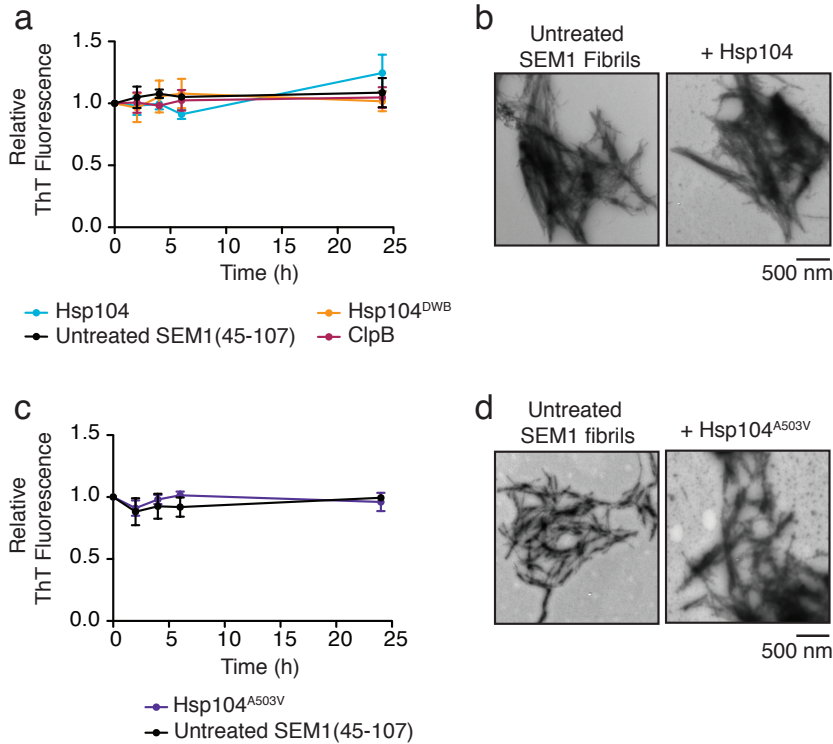 a
1.5
1.0
0.5
0.0
Relative
ThT Fluorescence
0 5 10 15 20 25
Time (h)
Hsp104
Untreated SEM1(45-107)
Hsp104DWB
ClpB
b
Untreated
SEM1 Fibrils
+ Hsp104
500 nm
c
1.5
1.0
0.5
0.0
Relative
ThT Fluorescence
0 5 10 15 20 25
Time (h)
Hsp104A503V
Untreated SEM1(45-107)
d
Untreated
SEM1 fibrils
+ Hsp104A503V
500 nm